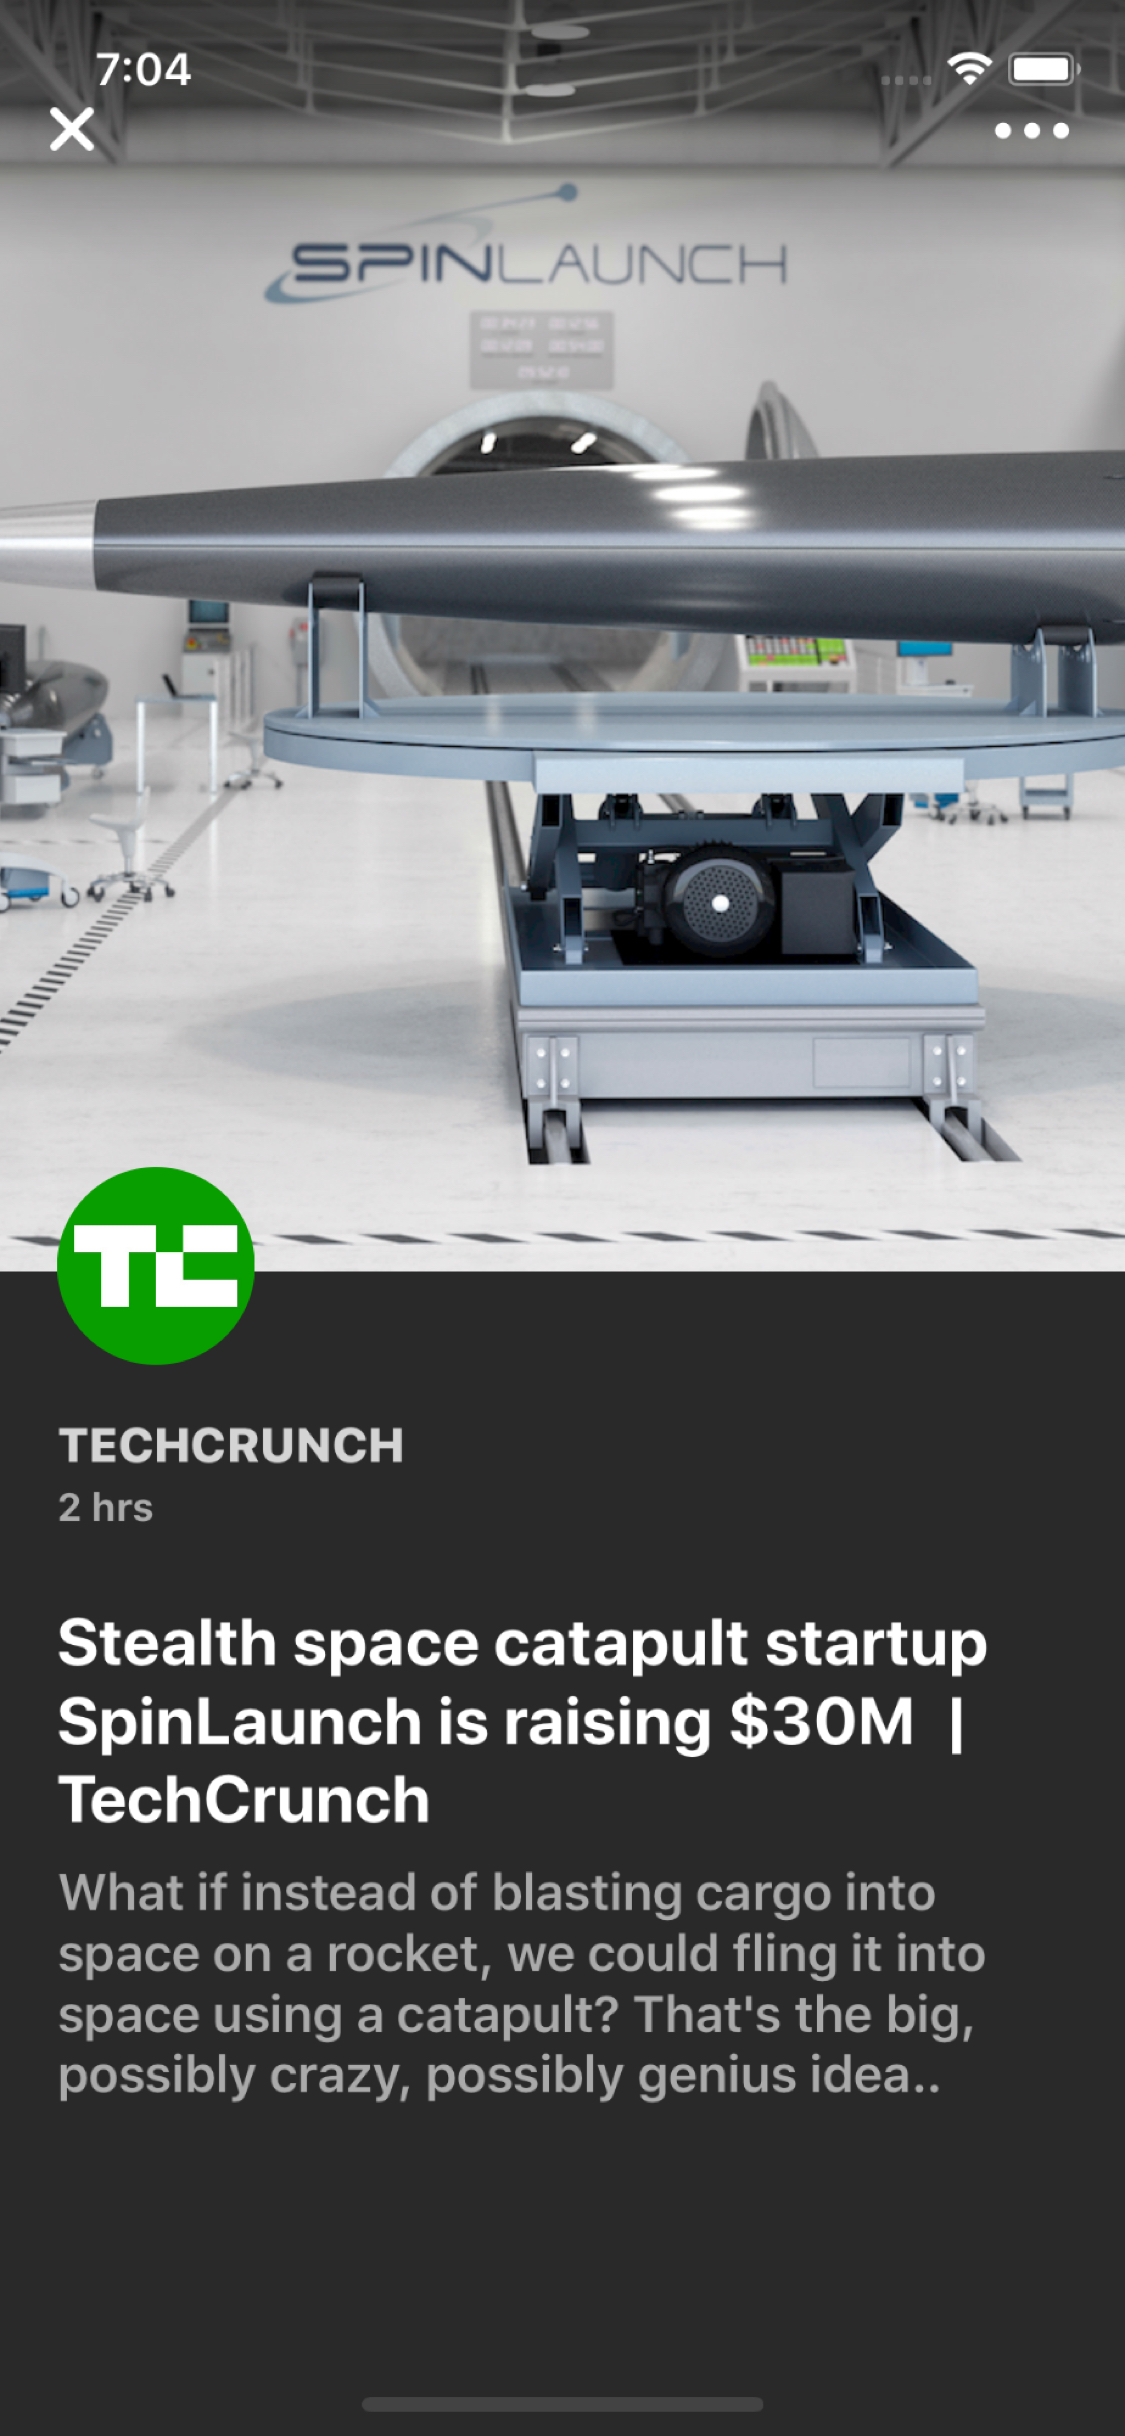 7:04
SPINLAUNCH
TC
TECHCRUNCH
2 hrs
Stealth space catapult startup
SpinLaunch is raising $30M |
TechCrunch
What if instead of blasting cargo into
space on a rocket, we could fling it into
space using a catapult? That's the big,
possibly crazy, possibly genius idea..